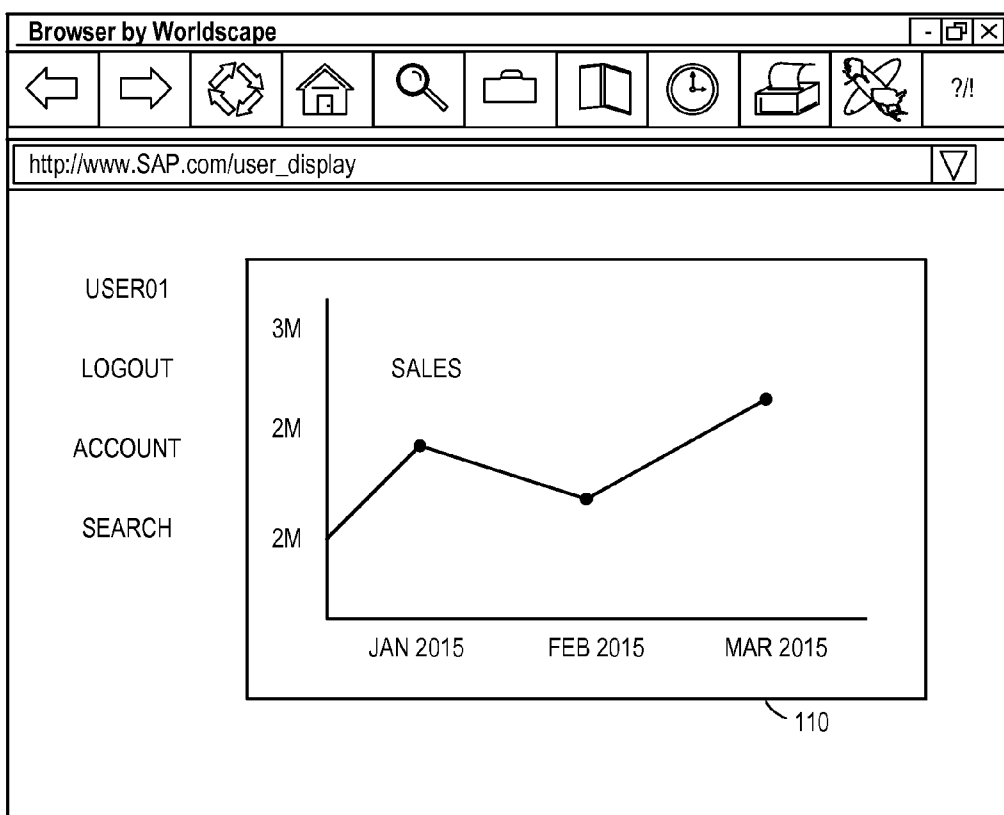 Browser by Worldscape
?/!
http://www.SAP.com/user_display
USER01
LOGOUT
ACCOUNT
SEARCH
3M
SALES
2M
2M
JAN 2015 FEB 2015 MAR 2015
110